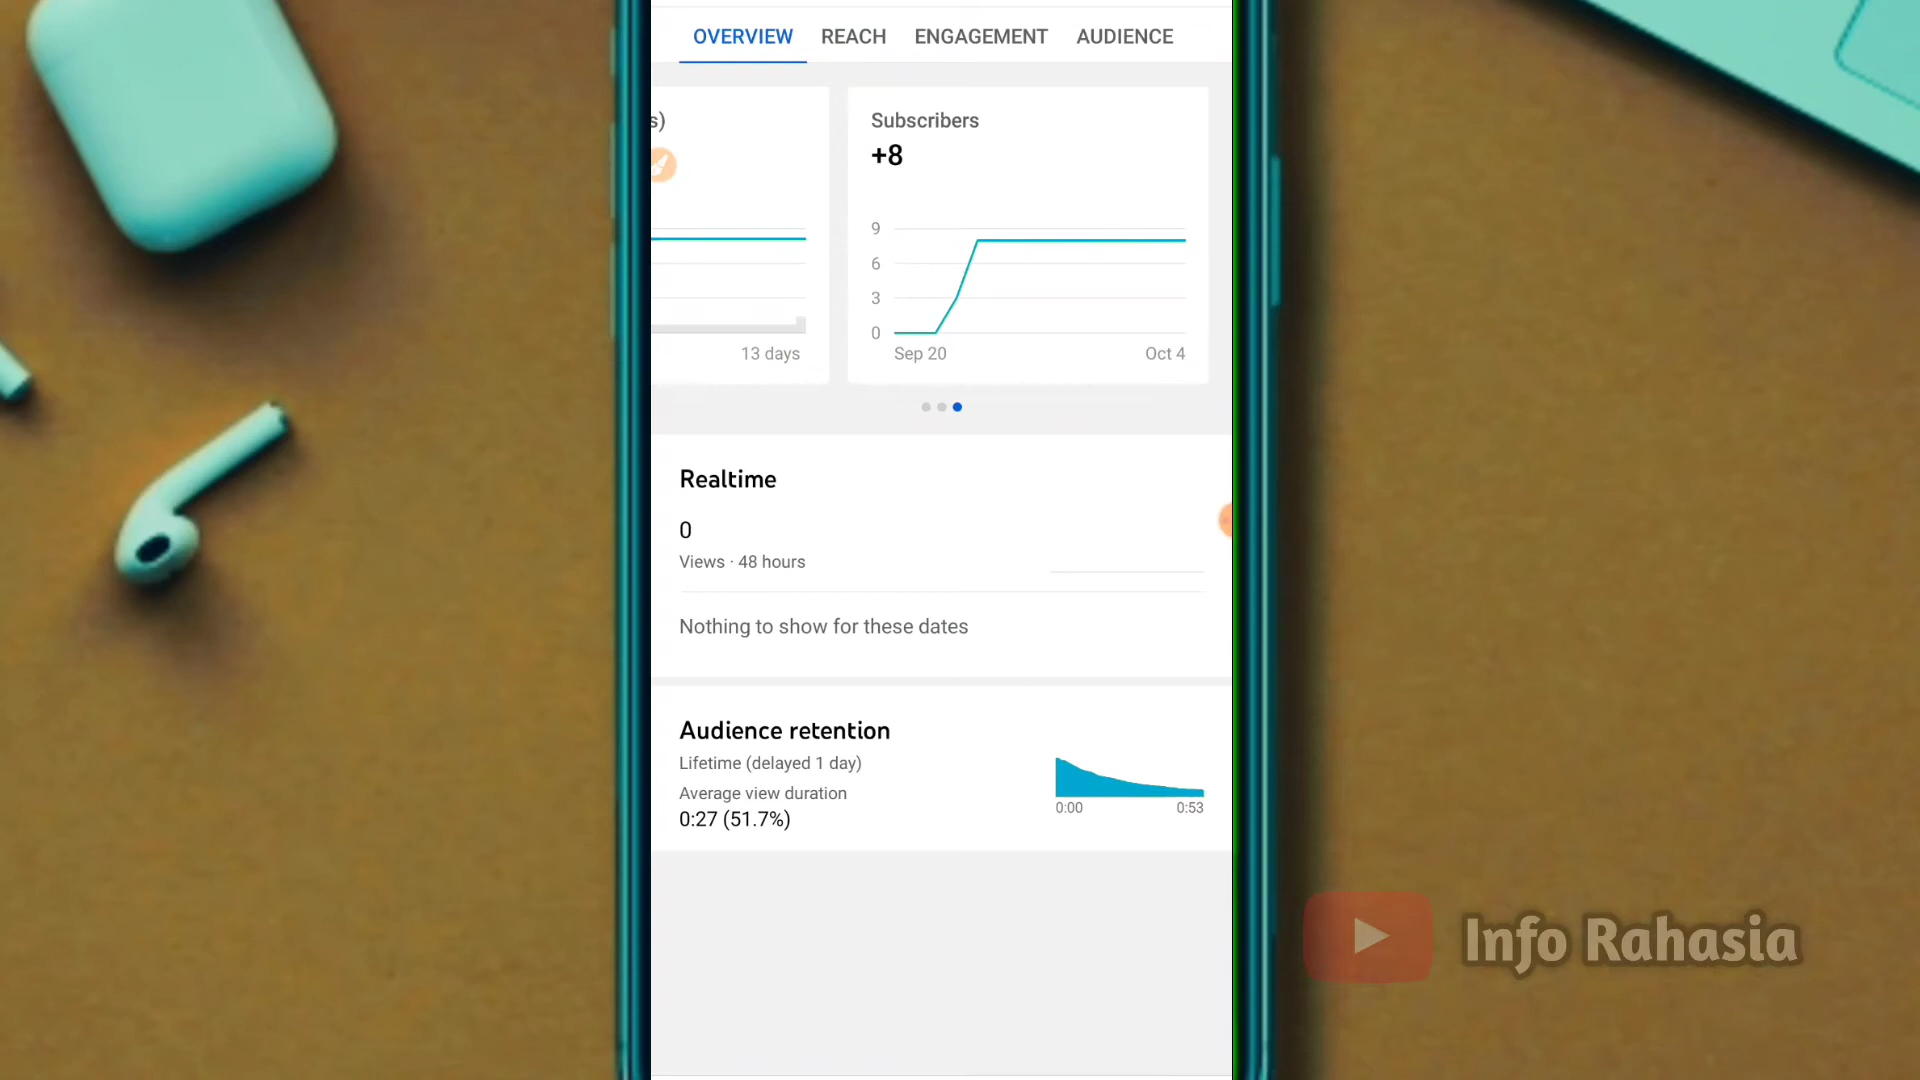 OVERVIEW REACH ENGAGEMENT AUDIENCE
s)
13 days
Subscribers
+8
9
6
3
0
Sep 20 Oct 4
Realtime
0
Views · 48 hours
Nothing to show for these dates
Audience retention
Lifetime (delayed 1 day)
Average view duration
0:27 (51.7%)
0:00 0:53
Info Rahasia